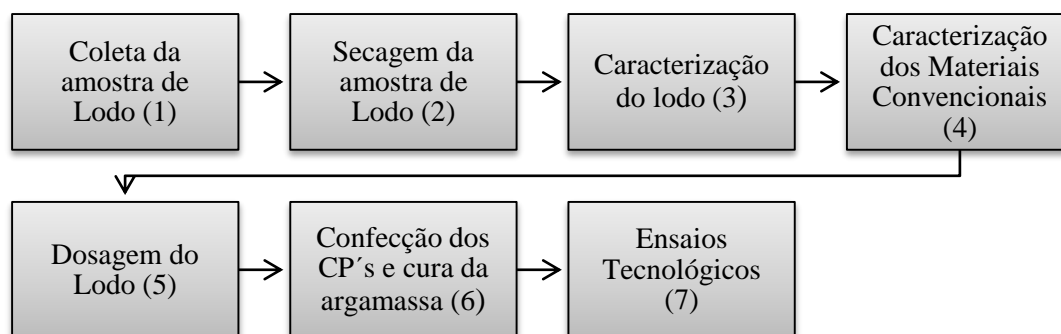 Coleta da
amostra de
Lodo (1)
Secagem da
amostra de
Lodo (2)
Caracterização
do lodo (3)
Caracterização
dos Materiais
Convencionais
(4)
Dosagem do
Lodo (5)
Confecção dos
CP´s e cura da
argamassa (6)
Ensaios
Tecnológicos
(7)